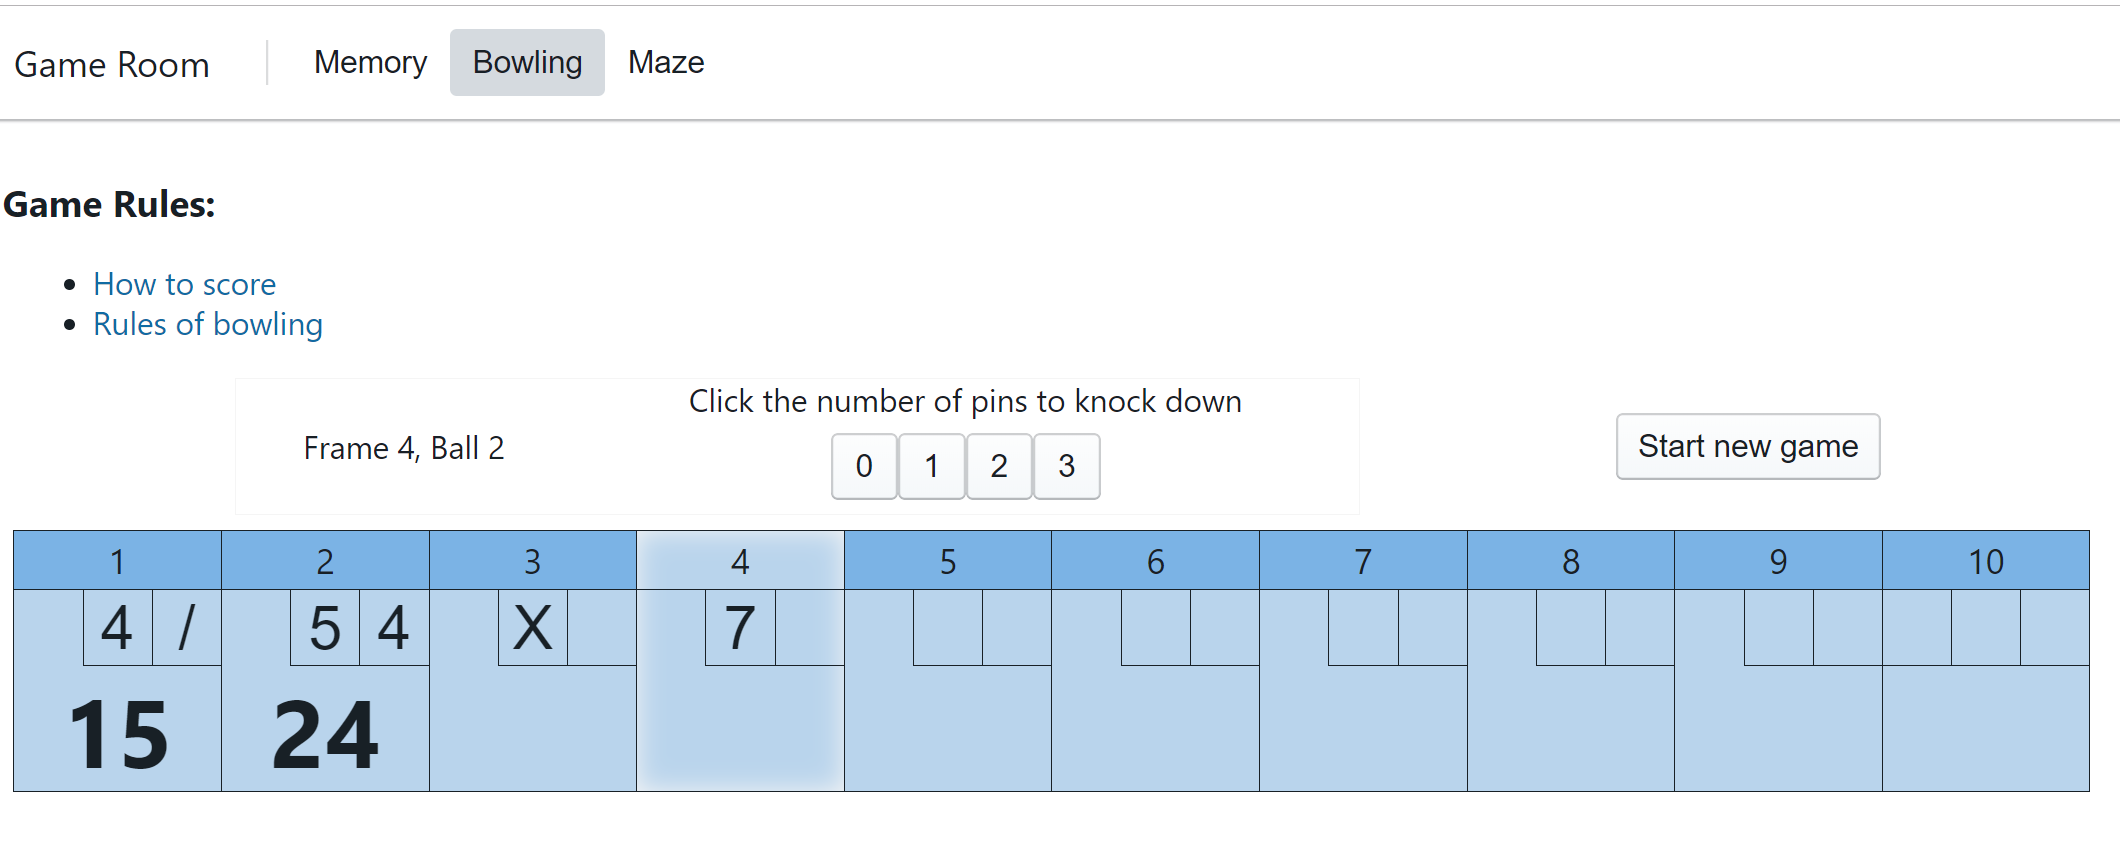 Game Room Memory Bowling Maze
Game Rules:
How to score
Rules of bowling
Click the number of pins to knock down
Frame 4, Ball 2
0 1 2 3
Start new game
1 2 3 4 5 6 7 8 9 10
4 / 5 4 X 7
15 24